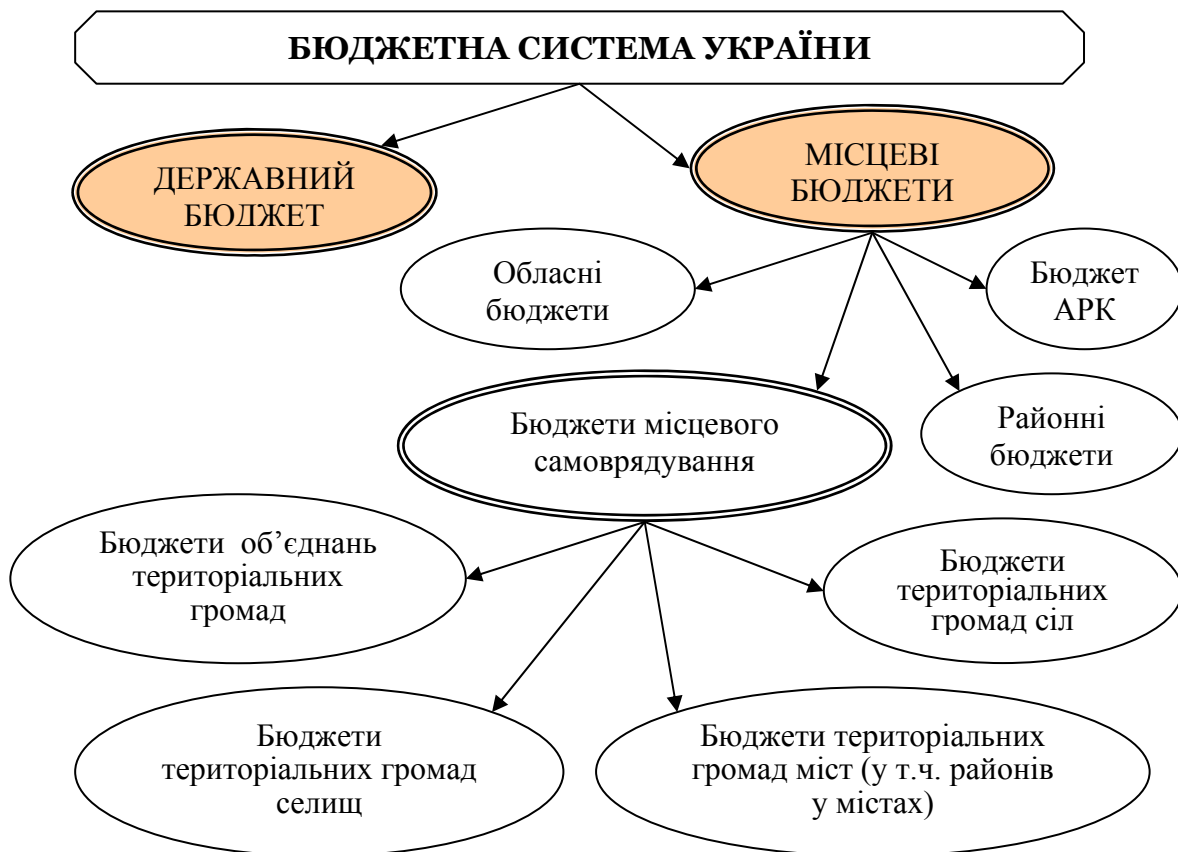 БЮДЖЕТНА СИСТЕМА УКРАЇНИ
ДЕРЖАВНИЙ
БЮДЖЕТ
МІСЦЕВІ
БЮДЖЕТИ
Обласні
бюджети
Бюджет
АРК
Бюджети місцевого
самоврядування
Районні
бюджети
Бюджети об’єднань
територіальних
громад
Бюджети
територіальних
громад сіл
Бюджети
територіальних громад
селищ
Бюджети територіальних
громад міст (у т.ч. районів
у містах)